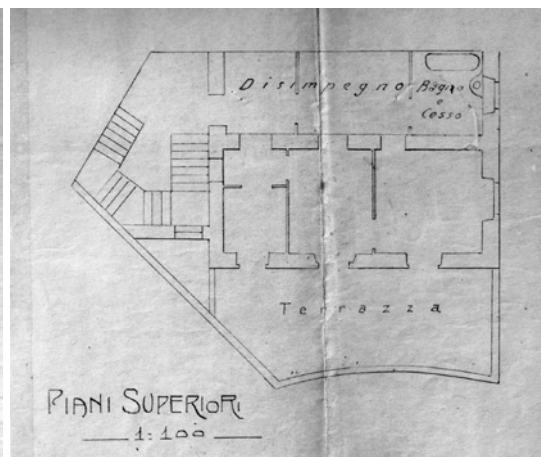 Disimpegno Bagno
e
Cesso
Terrazza
PIANI SUPERIORI
1:100